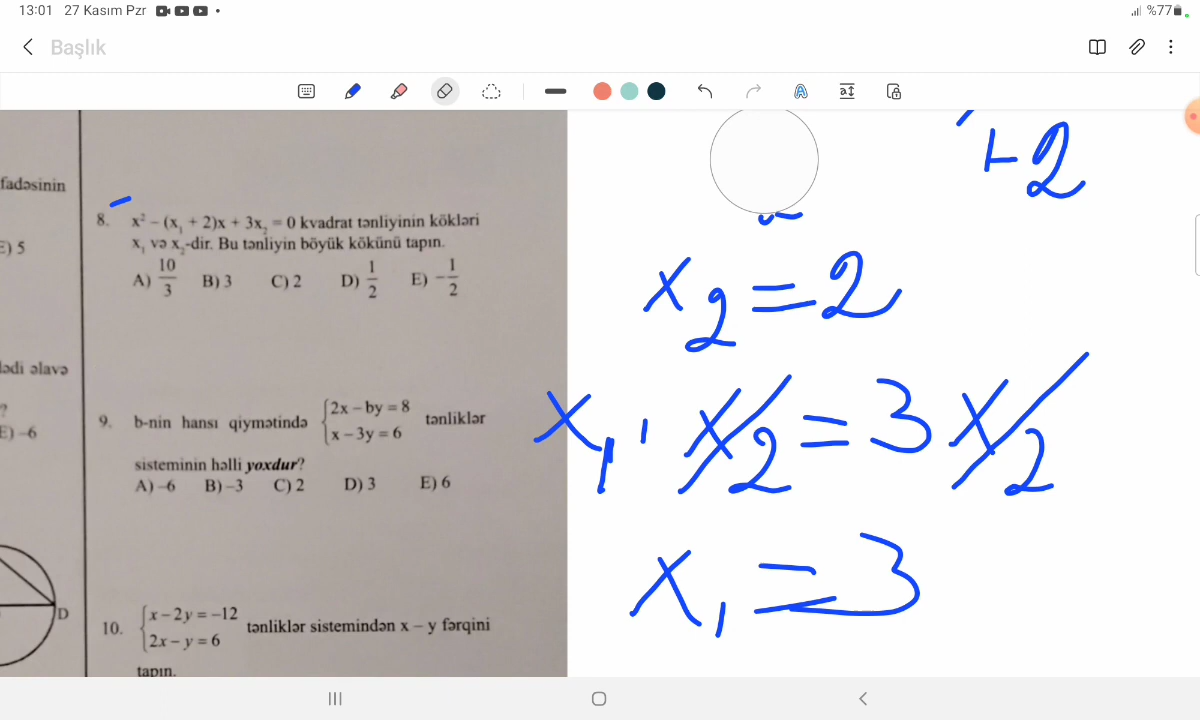 13:01 27 Kasım Pzr
%77
Başlık
fadəsinin
E) 5
8. x² – (x₁ + 2)x + 3x₂ = 0 kvadrat tənliyinin kökləri
x₁ və x₂-dir. Bu tənliyin böyük kökünü tapın.
A) 10/3 B) 3 C) 2 D) 1/2 E) –1/2
lədi əlavə
?
E) –6
9. b-nin hansı qiymətində {2x – by = 8 tənliklər
x – 3y = 6
sisteminin həlli yoxdur?
A) –6 B) –3 C) 2 D) 3 E) 6
D
10. {x – 2y = –12
2x – y = 6 tənliklər sistemindən x – y fərqini
tapın.
+2
x₂ = 2
x₁ · x₂ = 3x₂
x₁ = 3